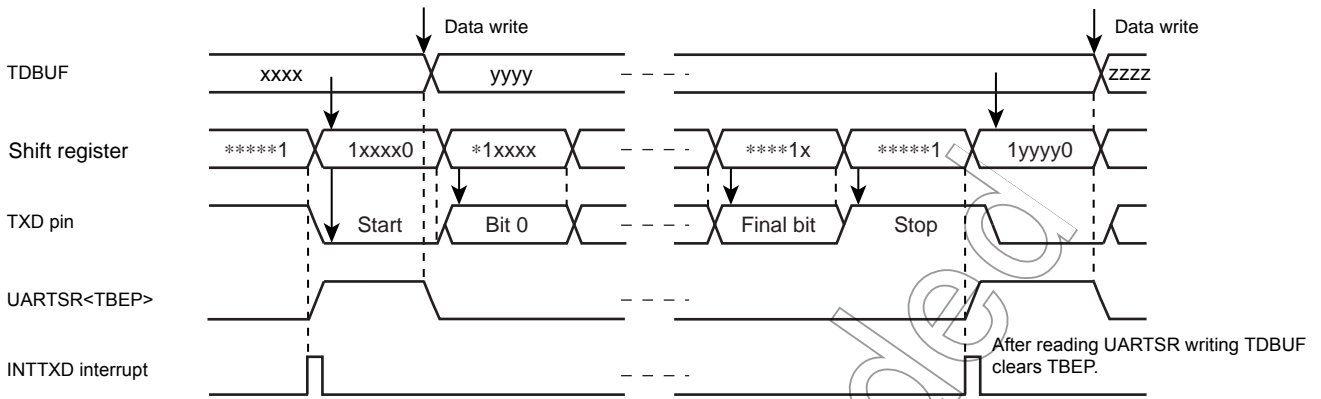 Data write Data write
TDBUF xxxx yyyy zzzz
Shift register *****1 1xxxx0 *1xxxx ****1x *****1 1yyyy0
TXD pin Start Bit 0 Final bit Stop
UARTSR<TBEP>
After reading UARTSR writing TDBUF
INTTXD interrupt clears TBEP.